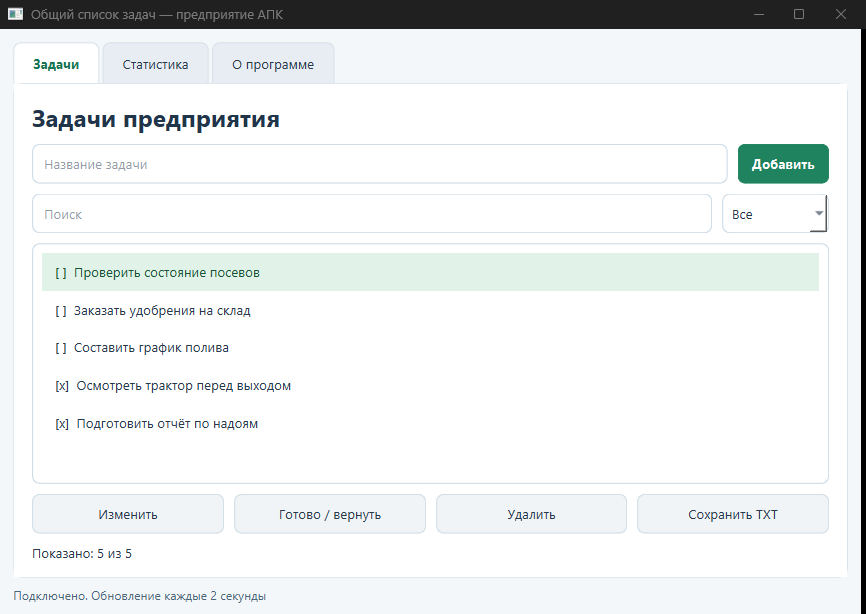 Общий список задач — предприятие АПК
Задачи Статистика О программе
Задачи предприятия
Название задачи Добавить
Поиск Все
[ ] Проверить состояние посевов
[ ] Заказать удобрения на склад
[ ] Составить график полива
[x] Осмотреть трактор перед выходом
[x] Подготовить отчёт по надоям
Изменить Готово / вернуть Удалить Сохранить TXT
Показано: 5 из 5
Подключено. Обновление каждые 2 секунды